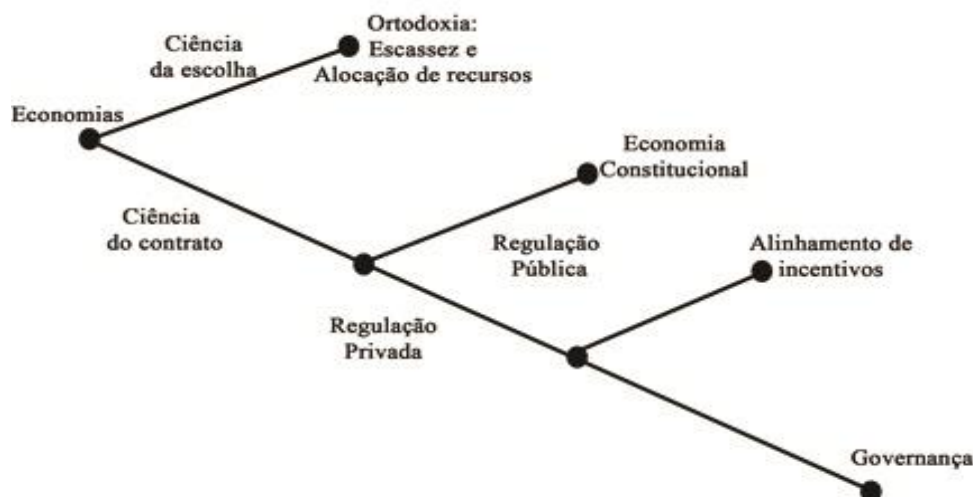 Ortodoxia:
Escassez e
Alocação de recursos
Ciência
da escolha
Economias
Economia
Constitucional
Ciência
do contrato
Regulação
Pública
Alinhamento de
incentivos
Regulação
Privada
Governança